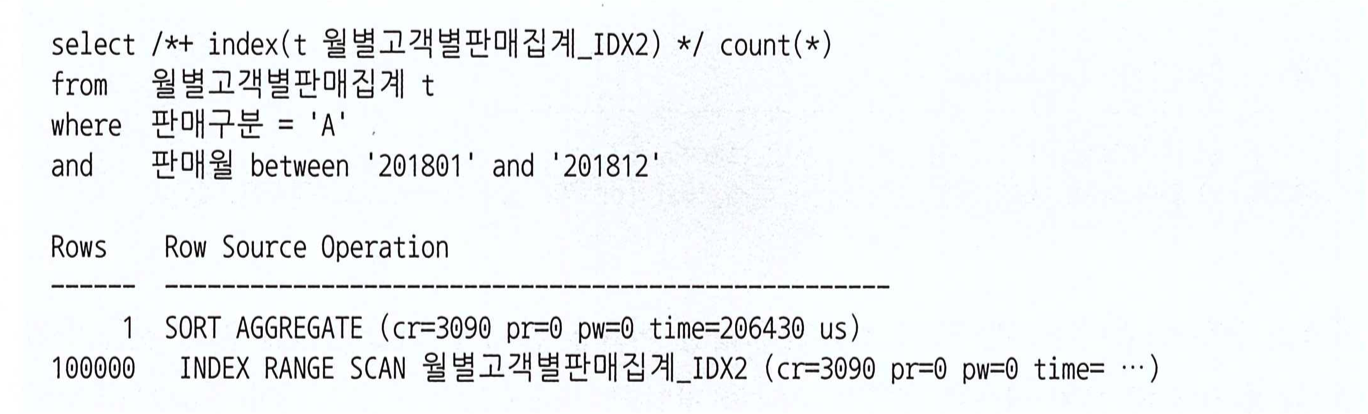 select /*+ index(t 월별고객별판매집계_IDX2) */ count(*)
from 월별고객별판매집계 t
where 판매구분 = 'A'
and 판매월 between '201801' and '201812'
Rows Row Source Operation
------ ---------------------------------------------------
1 SORT AGGREGATE (cr=3090 pr=0 pw=0 time=206430 us)
100000 INDEX RANGE SCAN 월별고객별판매집계_IDX2 (cr=3090 pr=0 pw=0 time= …)